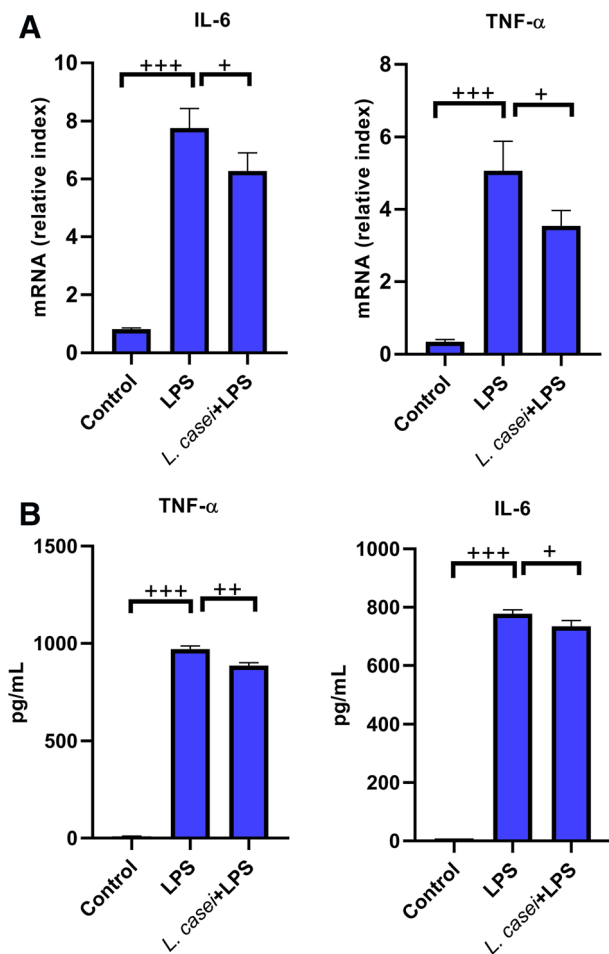 A
IL-6
mRNA (relative index)
10
8
6
4
2
0
+++
+
Control
LPS
L. casei+LPS
TNF-α
mRNA (relative index)
8
6
4
2
0
+++
+
Control
LPS
L. casei+LPS
B
TNF-α
pg/mL
1500
1000
500
0
+++
++
Control
LPS
L. casei+LPS
IL-6
pg/mL
1000
800
600
400
200
0
+++
+
Control
LPS
L. casei+LPS